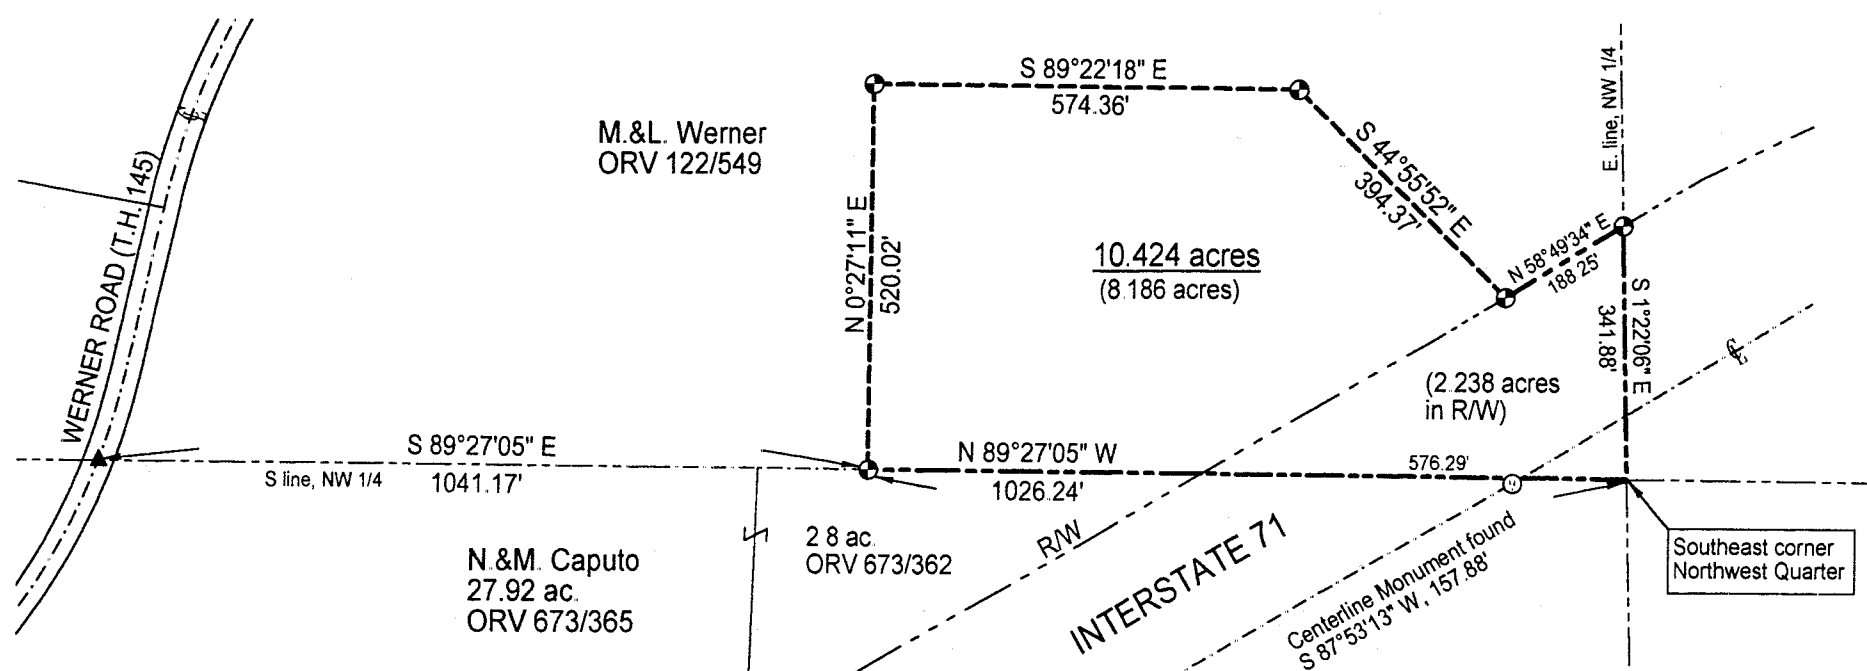 WERNER ROAD (T.H. 145)
M.&L. Werner
ORV 122/549
S 89°22'18" E
574.36'
N 0°27'11" E
520.02'
S 44°55'52" E
394.37'
10.424 acres
(8.186 acres)
N 58°49'34" E
188.25'
E. line, NW 1/4
S 1°22'06" E
341.88'
(2.238 acres
in R/W)
S 89°27'05" E
S line, NW 1/4
1041.17'
N 89°27'05" W
1026.24'
576.29'
N.&M. Caputo
27.92 ac.
ORV 673/365
2.8 ac.
ORV 673/362
R/W
INTERSTATE 71
Centerline Monument found
S 87°53'13" W, 157.88'
Southeast corner
Northwest Quarter